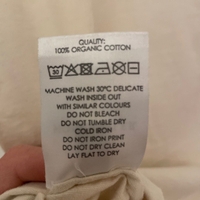 QUALITY:
100% ORGANIC COTTON
30
MACHINE WASH 30°C DELICATE
WASH INSIDE OUT
WITH SIMILAR COLOURS
DO NOT BLEACH
DO NOT TUMBLE DRY
COLD IRON
DO NOT IRON PRINT
DO NOT DRY CLEAN
LAY FLAT TO DRY